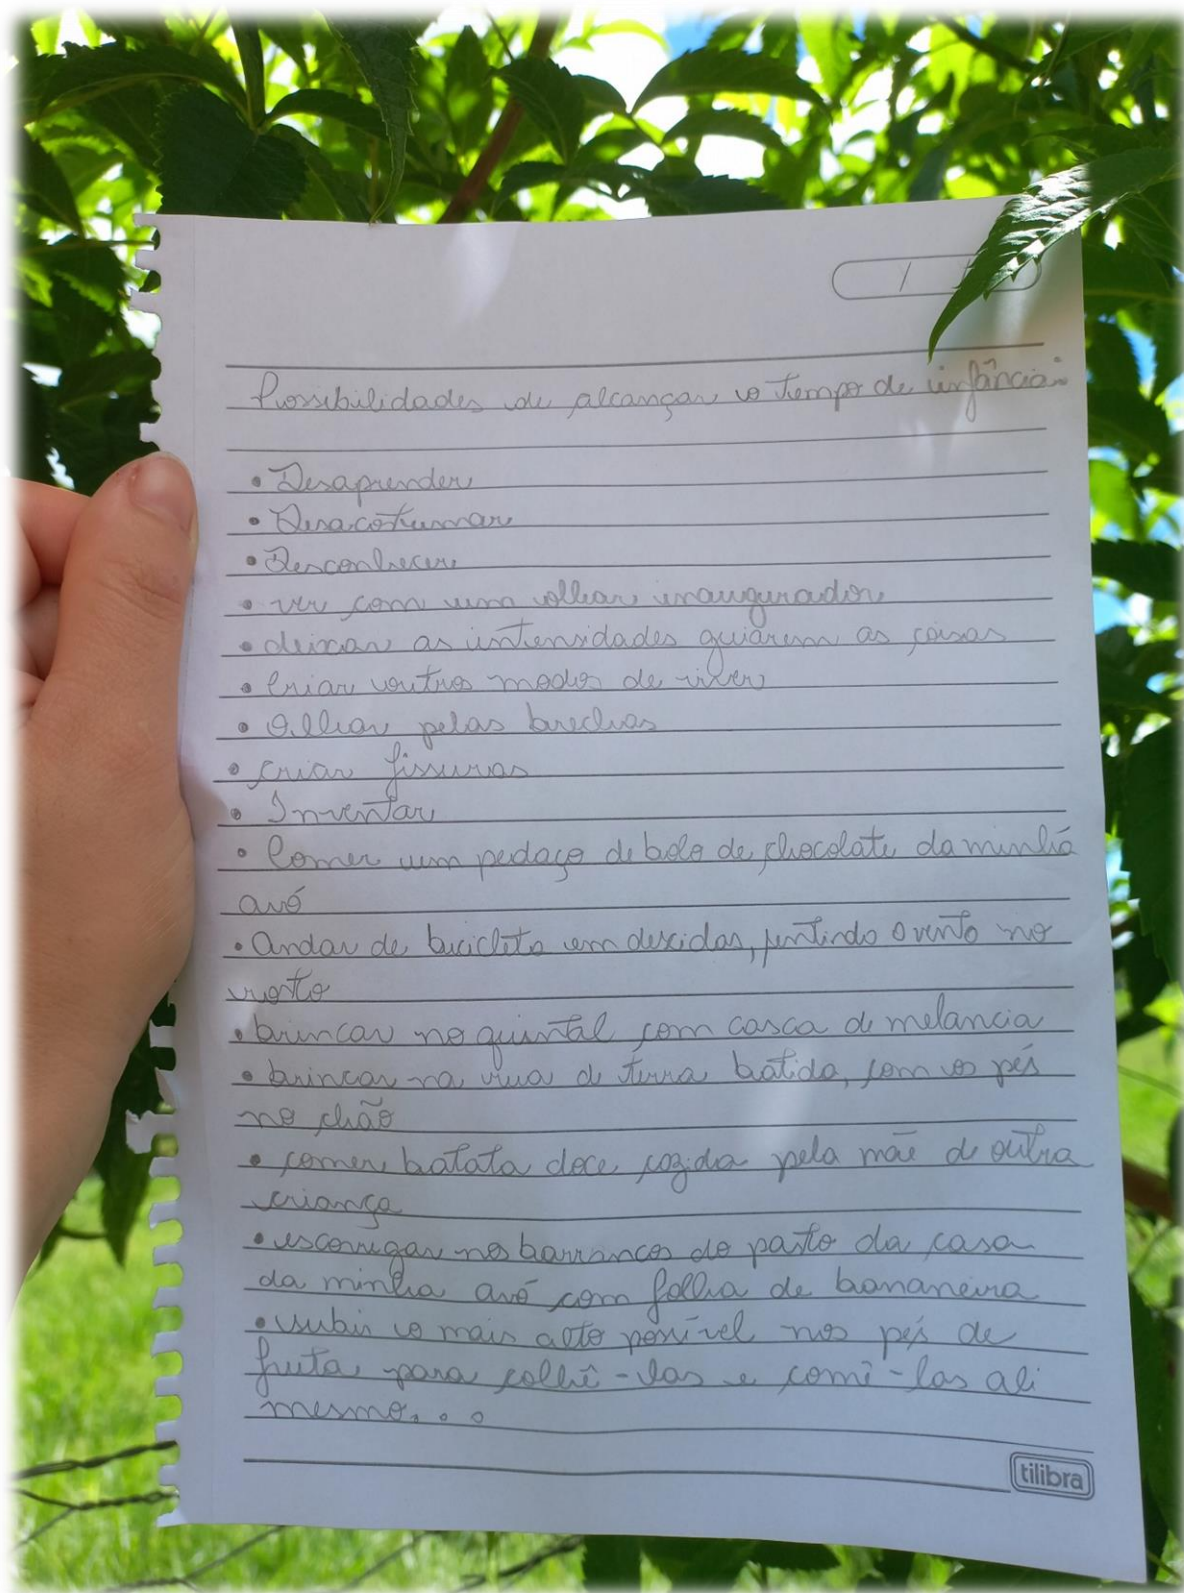 Possibilidades de alcançar o tempo de infância:
• Desaprender
• Desacotumar
• Desconhecer
• ver com um olhar inaugurador
• deixar as intensidades guiarem as coisas
• Criar outros modos de viver
• Olhar pelas brechas
• criar fissuras
• Inventar
• Comer um pedaço de bolo de chocolate da minhá
avó
• andar de bicicleta em descidas, sentindo o vento no
rosto
• brincar no quintal com casca de melancia
• brincar na rua de terra batida, com os pés
no chão
• comer batata doce cozida pela mãe de outra
criança
• escorregar nos barrancos do pasto da casa
da minha avó com folha de bananeira
• subir o mais alto possível nos pés de
fruta para colhê-las e comê-las ali
mesmo...
tilibra